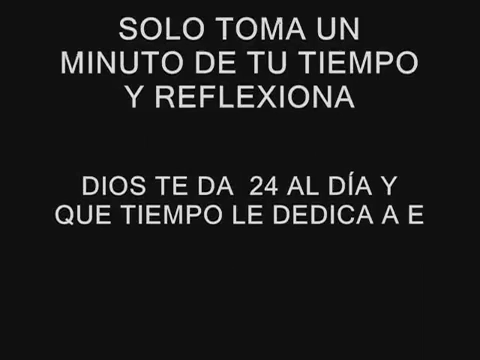 SOLO TOMA UN
MINUTO DE TU TIEMPO
Y REFLEXIONA
DIOS TE DA 24 AL DÍA Y
QUE TIEMPO LE DEDICA A E